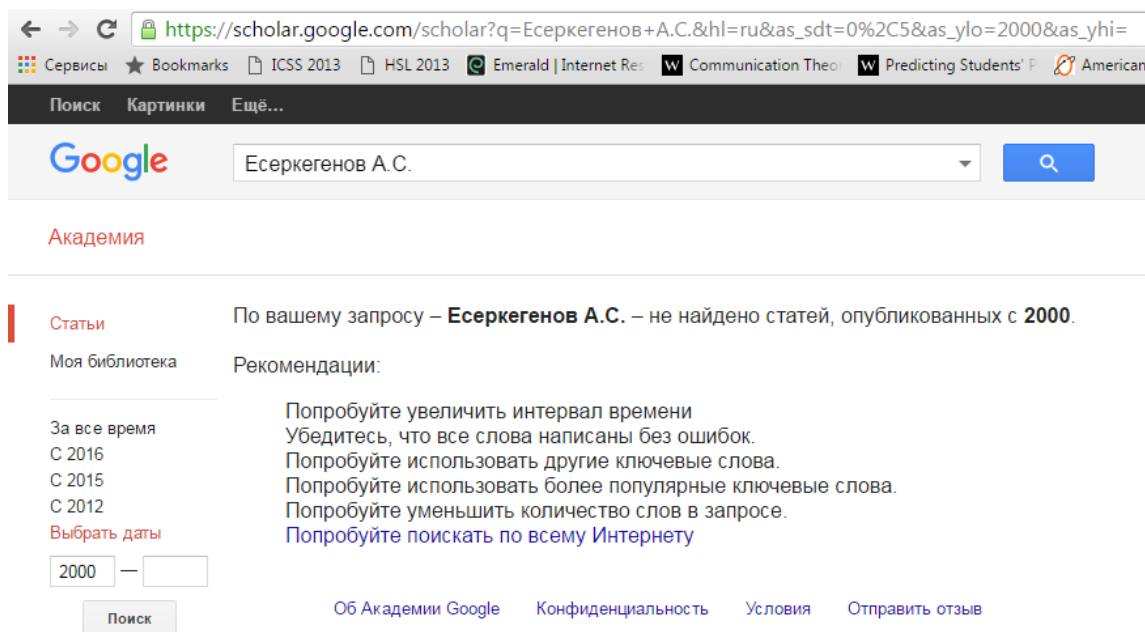 https://scholar.google.com/scholar?q=Есеркегенов+А.С.&hl=ru&as_sdt=0%2C5&as_ylo=2000&as_yhi=
Сервисы Bookmarks ICSS 2013 HSL 2013 Emerald | Internet Res Communication Theor Predicting Students' P American
Поиск Картинки Ещё...
Google Есеркегенов А.С.
Академия
Статьи
Моя библиотека
За все время
С 2016
С 2015
С 2012
Выбрать даты
2000 —
Поиск
По вашему запросу – Есеркегенов А.С. – не найдено статей, опубликованных с 2000.
Рекомендации:
Попробуйте увеличить интервал времени
Убедитесь, что все слова написаны без ошибок.
Попробуйте использовать другие ключевые слова.
Попробуйте использовать более популярные ключевые слова.
Попробуйте уменьшить количество слов в запросе.
Попробуйте поискать по всему Интернету
Об Академии Google Конфиденциальность Условия Отправить отзыв